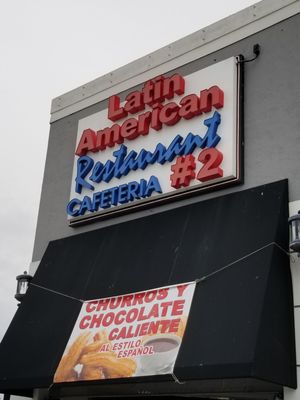 Latin
American
Restaurant
CAFETERIA #2
CHURROS Y
CHOCOLATE
CALIENTE
AL ESTILO
ESPAÑOL